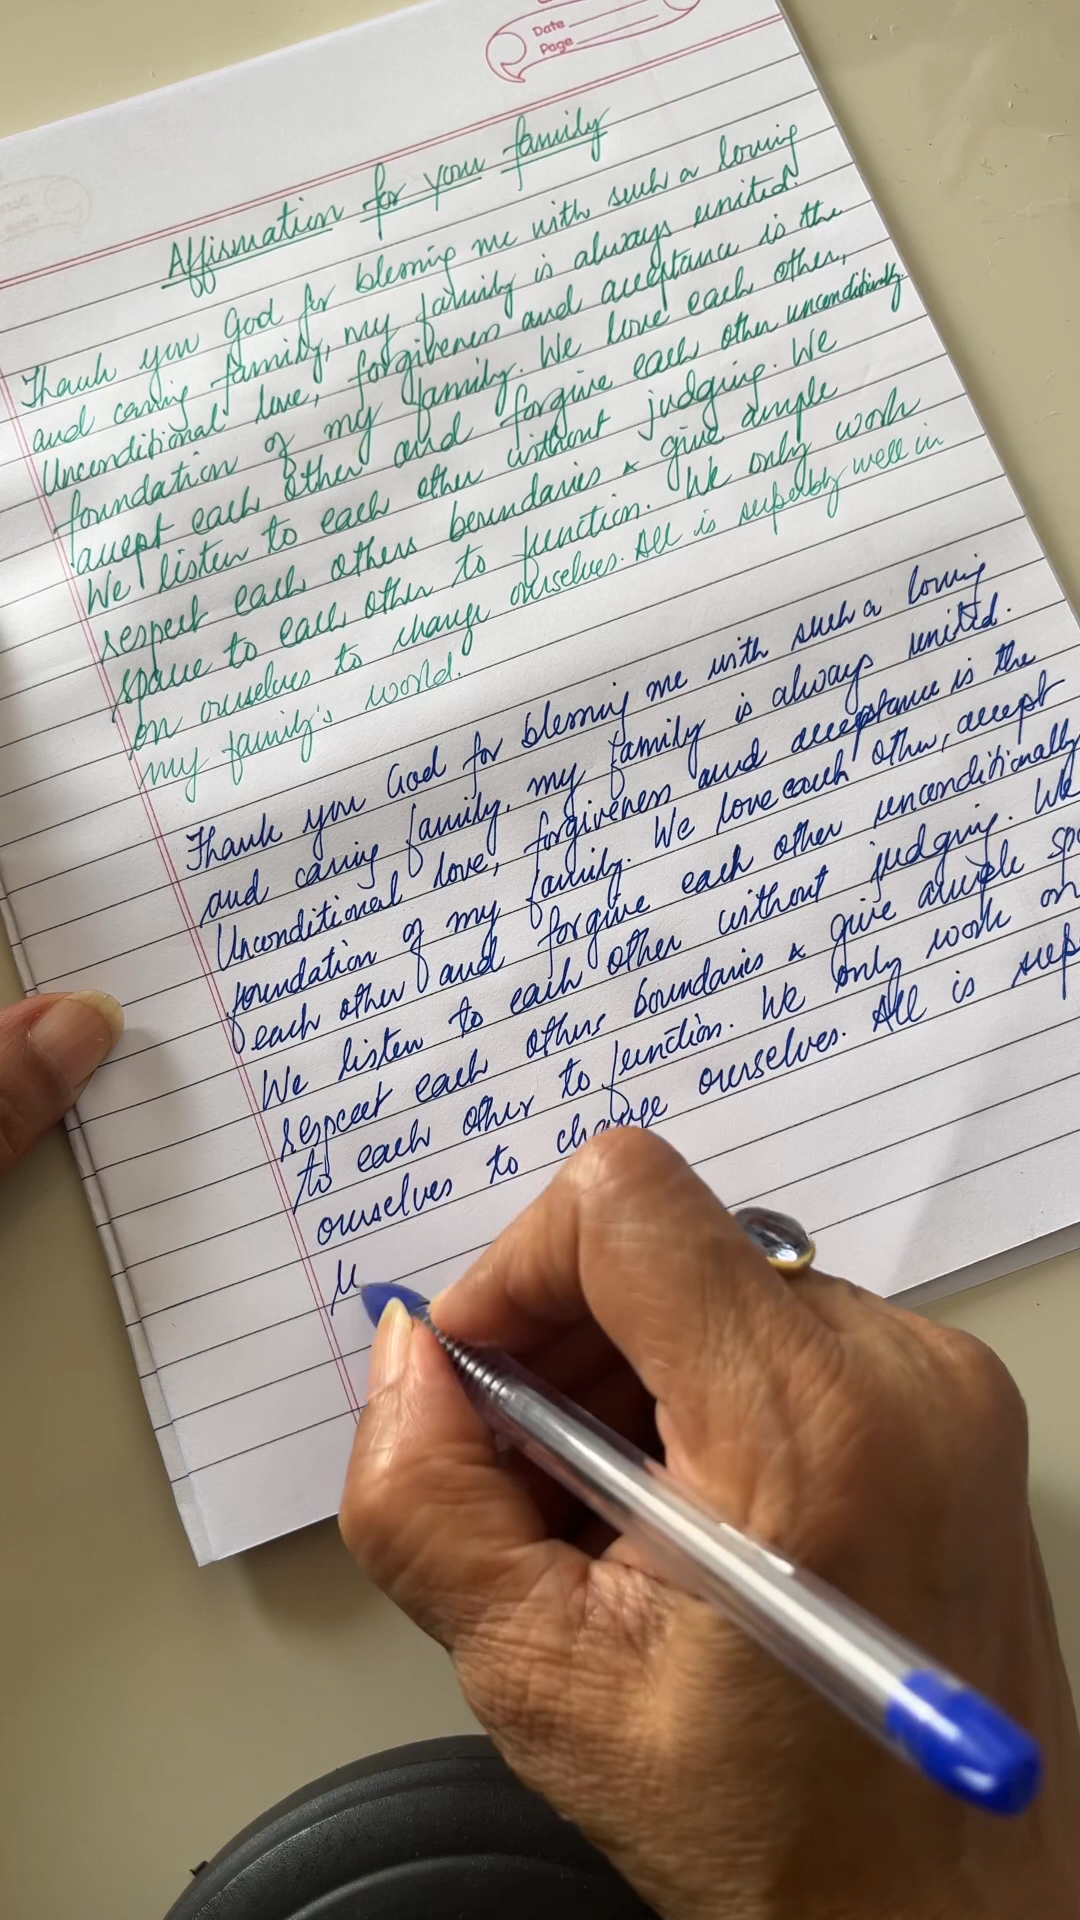 Date
Page
Affirmation for your family
Thank you God for blessing me with such a loving
and caring family, my family is always united.
Unconditional love, forgiveness and acceptance is the
foundation of my family. We love each other,
accept each other and forgive each other unconditionally.
We listen to each other without judging. We
respect each others boundaries & give ample
space to each other to function. We only work
on ourselves to change ourselves. All is superbly well in
my family's world.
Thank you God for blessing me with such a loving
and caring family, my family is always united.
Unconditional love, forgiveness and acceptance is the
foundation of my family. We love each other, accept
each other and forgive each other unconditionally
We listen to each other without judging. We
respect each others boundaries & give ample spa
to each other to function. We only work on
ourselves to change ourselves. All is sup